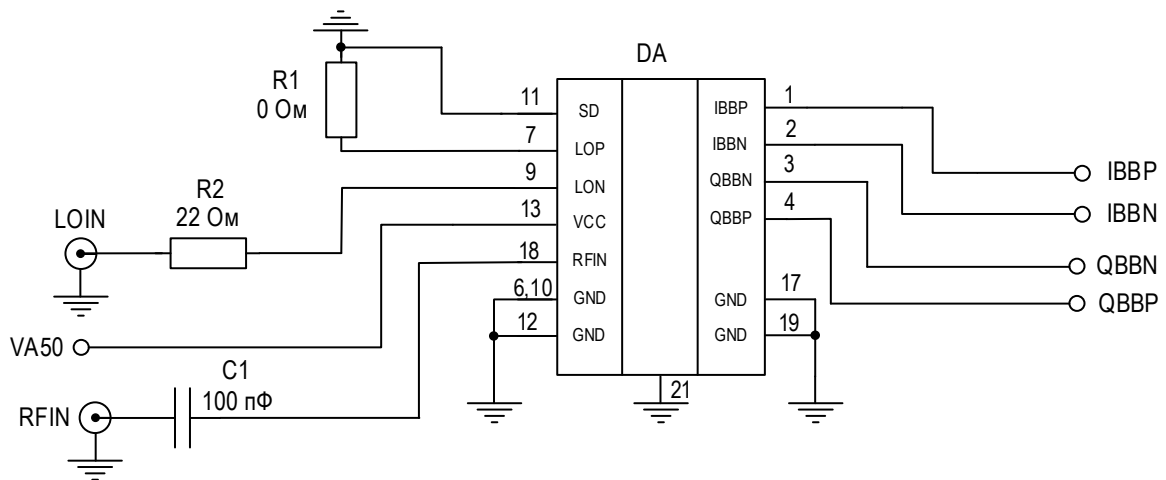 DA
R1
0 Ом
11
SD
IBBP
1
7
LOP
IBBN
2
IBBP
R2
22 Ом
9
LON
QBBN
3
IBBN
LOIN
13
VCC
QBBP
4
18
RFIN
QBBN
6,10
GND
GND
17
QBBP
12
GND
GND
19
VA50
C1
100 пФ
21
RFIN